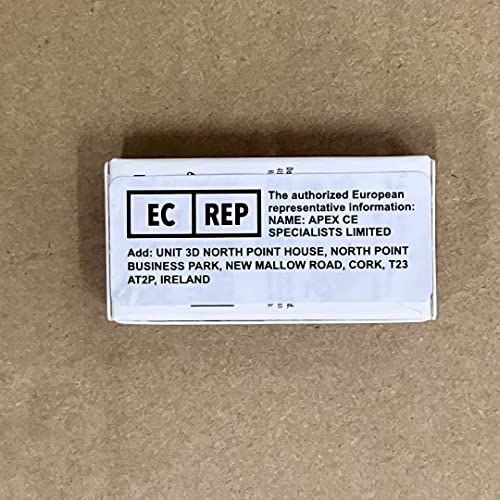 EC REP
The authorized European
representative Information:
NAME: APEX CE
SPECIALISTS LIMITED
Add: UNIT 3D NORTH POINT HOUSE, NORTH POINT
BUSINESS PARK, NEW MALLOW ROAD, CORK, T23
AT2P, IRELAND